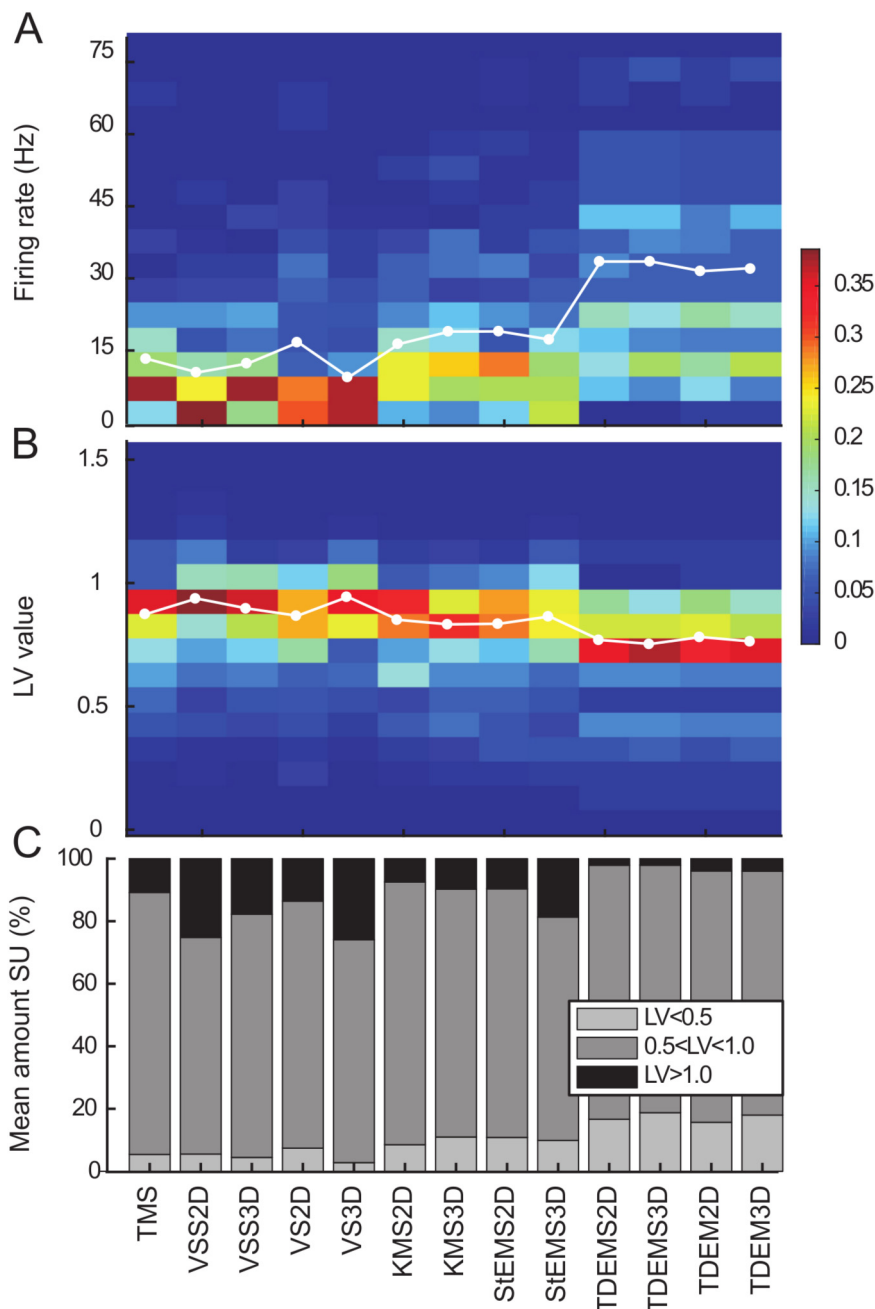 A
Firing rate (Hz)
75
60
45
30
15
0
0.35
0.3
0.25
0.2
0.15
0.1
0.05
0
B
LV value
1.5
1
0.5
0
C
Mean amount SU (%)
100
80
60
40
20
0
LV<0.5
0.5<LV<1.0
LV>1.0
TMS
VSS2D
VSS3D
VS2D
VS3D
KMS2D
KMS3D
StEMS2D
StEMS3D
TDEMS2D
TDEMS3D
TDEM2D
TDEM3D